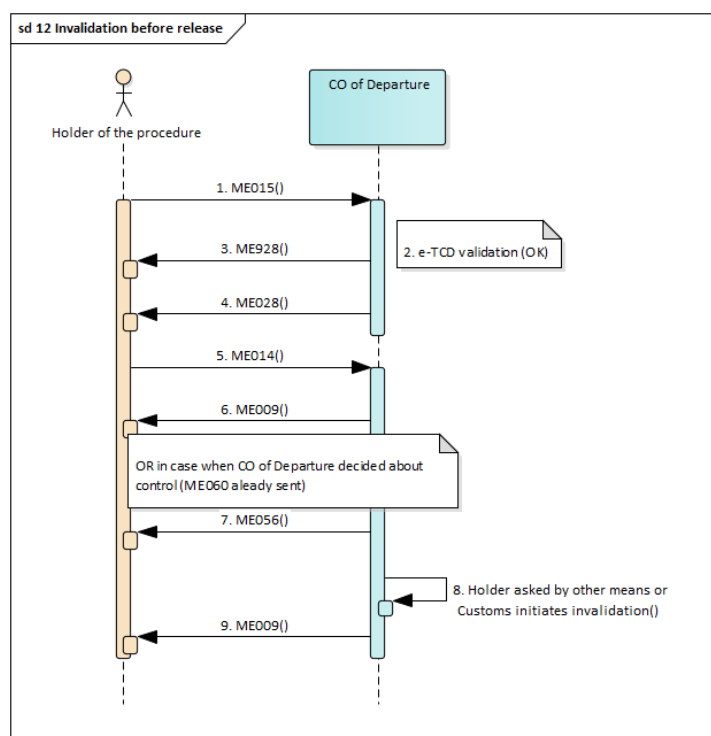 sd 12 Invalidation before release
CO of Departure
Holder of the procedure
1. ME015()
2. e-TCD validation (OK)
3. ME928()
4. ME028()
5. ME014()
6. ME009()
OR in case when CO of Departure decided about
control (ME060 aleady sent)
7. ME056()
8. Holder asked by other means or
Customs initiates invalidation()
9. ME009()